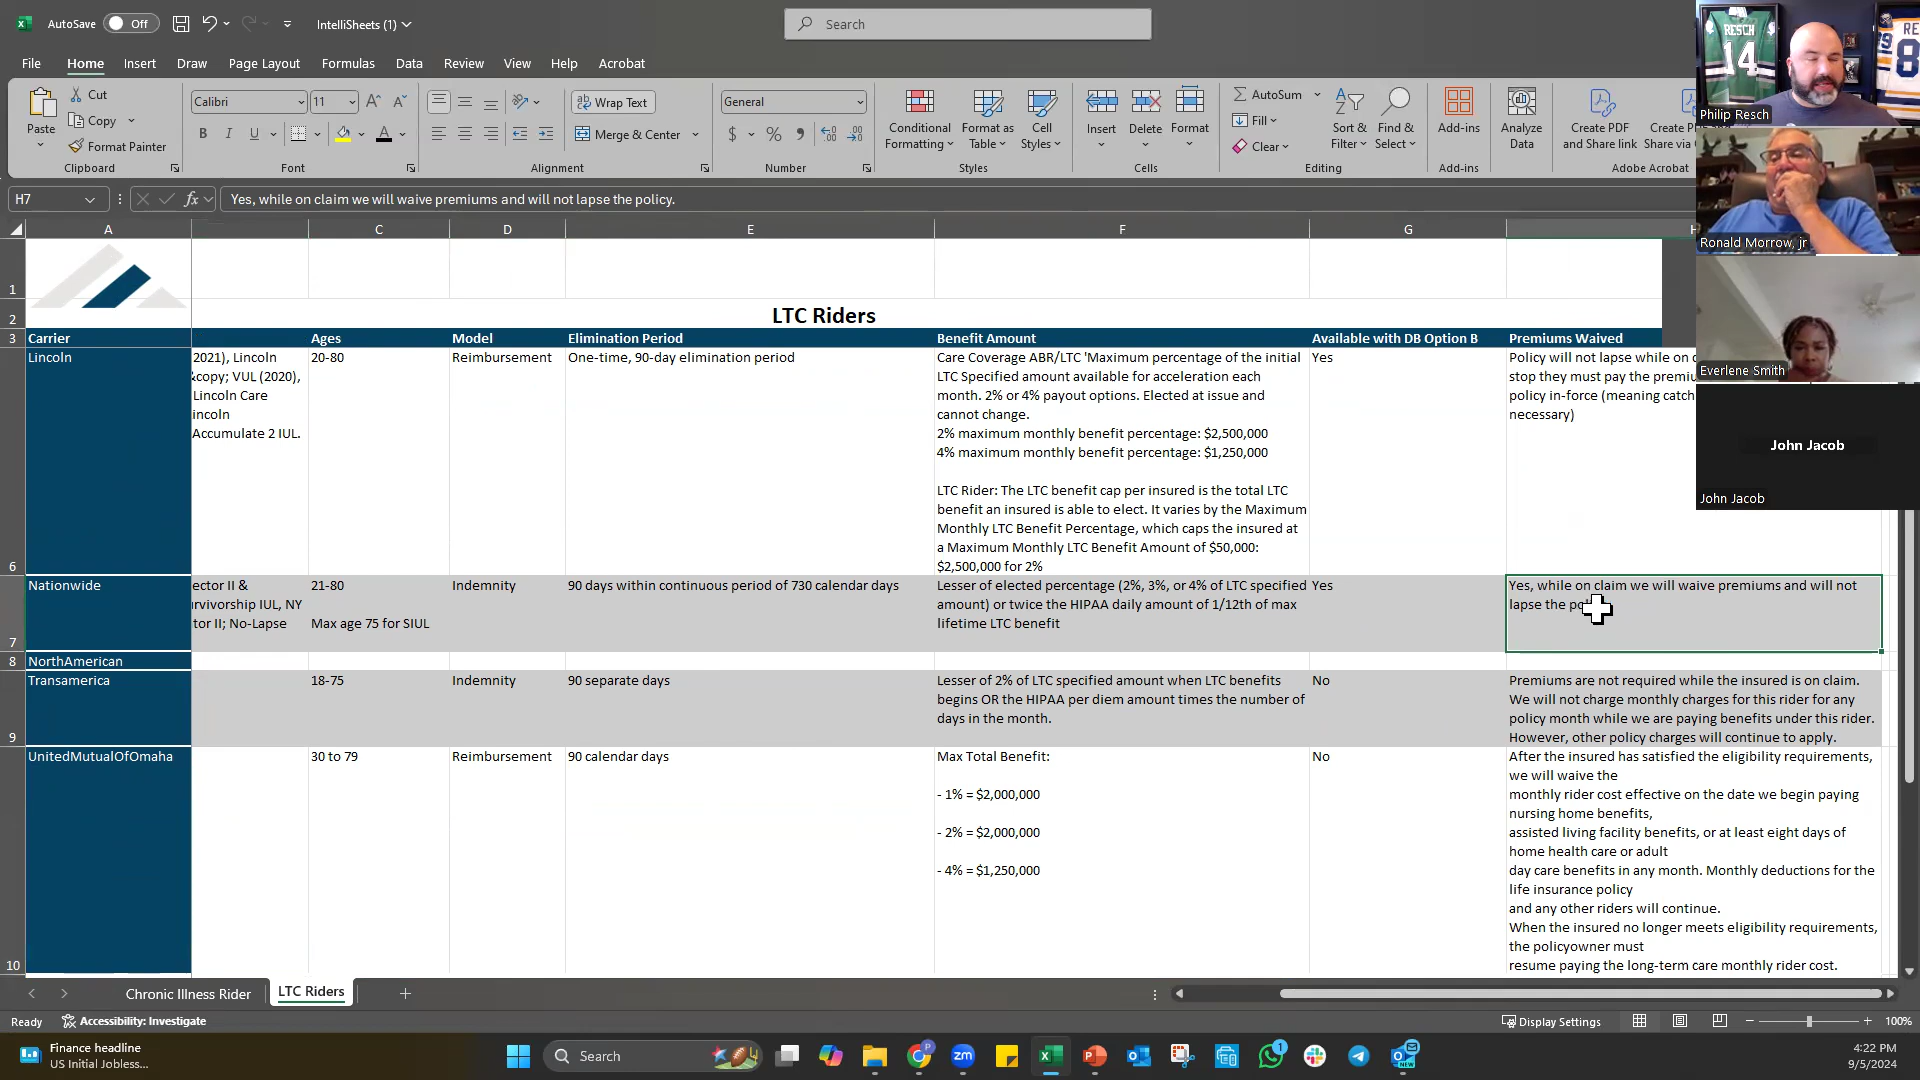 AutoSave Off IntelliSheets (1) Search
File Home Insert Draw Page Layout Formulas Data Review View Help Acrobat
Paste
Cut
Copy
Format Painter
Clipboard
Calibri 11
B I U
Font
Wrap Text
Merge & Center
Alignment
General
$ %
Number
Conditional Formatting
Format as Table
Cell Styles
Styles
Insert Delete Format
Cells
AutoSum
Fill
Clear
Sort & Filter
Find & Select
Editing
Add-ins
Add-ins
Analyze Data
Create PDF and Share link
Create PD
Share via
Adobe Acrobat
H7 fx Yes, while on claim we will waive premiums and will not lapse the policy.
A C D E F G H
1
2 LTC Riders
3 Carrier Ages Model Elimination Period Benefit Amount Available with DB Option B Premiums Waived
Lincoln
2021), Lincoln
&copy; VUL (2020),
Lincoln Care
incoln
Accumulate 2 IUL.
20-80
Reimbursement
One-time, 90-day elimination period
Care Coverage ABR/LTC 'Maximum percentage of the initial
LTC Specified amount available for acceleration each
month. 2% or 4% payout options. Elected at issue and
cannot change.
2% maximum monthly benefit percentage: $2,500,000
4% maximum monthly benefit percentage: $1,250,000
LTC Rider: The LTC benefit cap per insured is the total LTC
benefit an insured is able to elect. It varies by the Maximum
Monthly LTC Benefit Percentage, which caps the insured at
a Maximum Monthly LTC Benefit Amount of $50,000:
$2,500,000 for 2%
Yes
Policy will not lapse while on
stop they must pay the premiu
policy in-force (meaning catch
necessary)
6
Nationwide
ector II &
urvivorship IUL, NY
tor II; No-Lapse
21-80
Max age 75 for SIUL
Indemnity
90 days within continuous period of 730 calendar days
Lesser of elected percentage (2%, 3%, or 4% of LTC specified
amount) or twice the HIPAA daily amount of 1/12th of max
lifetime LTC benefit
Yes
Yes, while on claim we will waive premiums and will not
lapse the
7
8 NorthAmerican
Transamerica
18-75
Indemnity
90 separate days
Lesser of 2% of LTC specified amount when LTC benefits
begins OR the HIPAA per diem amount times the number of
days in the month.
No
Premiums are not required while the insured is on claim.
We will not charge monthly charges for this rider for any
policy month while we are paying benefits under this rider.
However, other policy charges will continue to apply.
9
UnitedMutualOfOmaha
30 to 79
Reimbursement
90 calendar days
Max Total Benefit:
- 1% = $2,000,000
- 2% = $2,000,000
- 4% = $1,250,000
No
After the insured has satisfied the eligibility requirements,
we will waive the
monthly rider cost effective on the date we begin paying
nursing home benefits,
assisted living facility benefits, or at least eight days of
home health care or adult
day care benefits in any month. Monthly deductions for the
life insurance policy
and any other riders will continue.
When the insured no longer meets eligibility requirements,
the policyowner must
resume paying the long-term care monthly rider cost.
10
Chronic Illness Rider LTC Riders
Ready Accessibility: Investigate Display Settings 100%
Finance headline
US Initial Jobless...
Search
1
4:22 PM
9/5/2024
RESCH
14
RE
8
Philip Resch
Ronald Morrow, jr
Everlene Smith
John Jacob
John Jacob